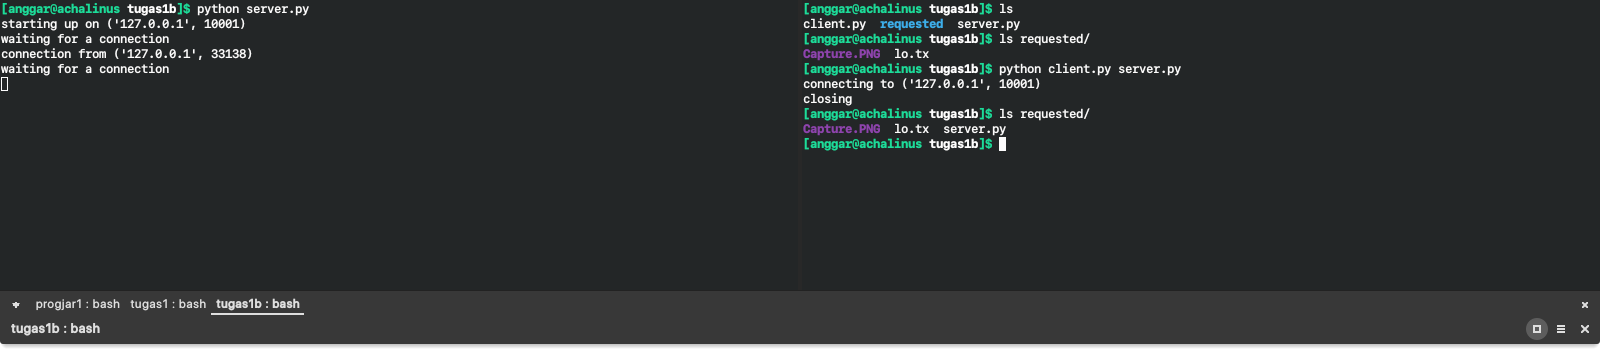 [anggar@achalinus tugas1b]$ python server.py
starting up on ('127.0.0.1', 10001)
waiting for a connection
connection from ('127.0.0.1', 33138)
waiting for a connection
[anggar@achalinus tugas1b]$ ls
client.py  requested  server.py
[anggar@achalinus tugas1b]$ ls requested/
Capture.PNG  lo.tx
[anggar@achalinus tugas1b]$ python client.py server.py
connecting to ('127.0.0.1', 10001)
closing
[anggar@achalinus tugas1b]$ ls requested/
Capture.PNG  lo.tx  server.py
[anggar@achalinus tugas1b]$
progjar1 : bash  tugas1 : bash  tugas1b : bash
tugas1b : bash